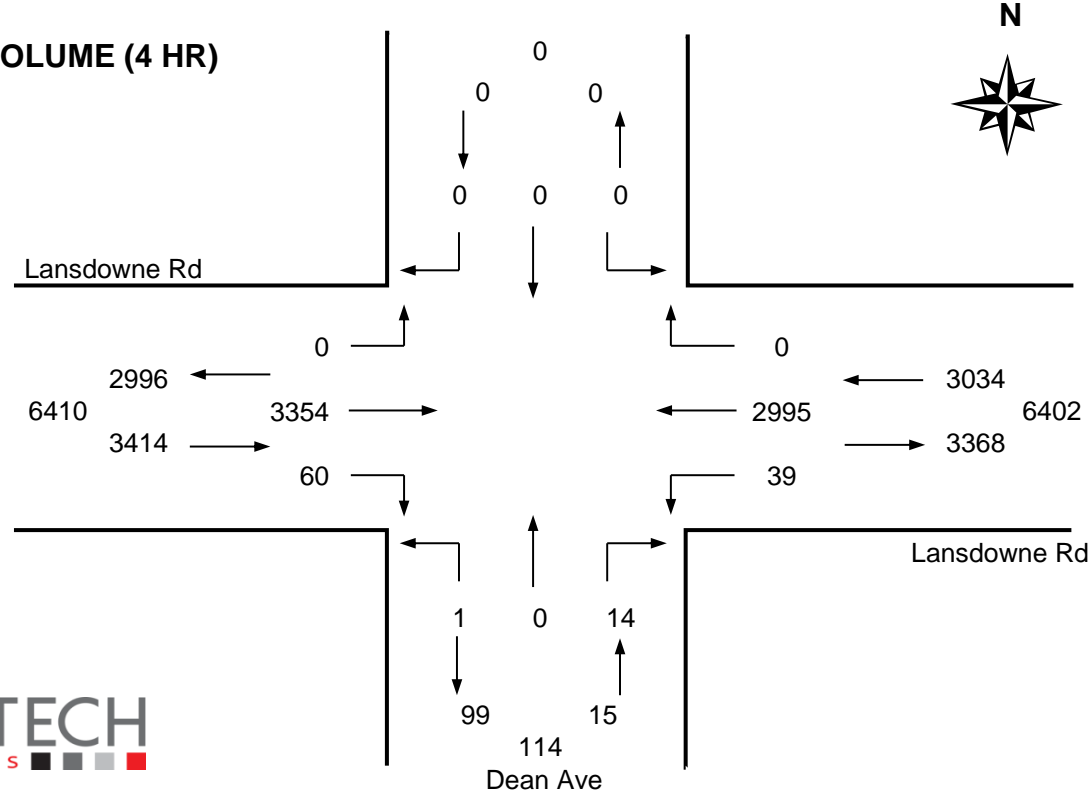 N
OLUME (4 HR)
0
0 0
0 0 0
Lansdowne Rd
0 0
2996 3034
6410 3354 2995 6402
3414 3368
60 39
Lansdowne Rd
1 0 14
99 15
114
Dean Ave
TECH
s